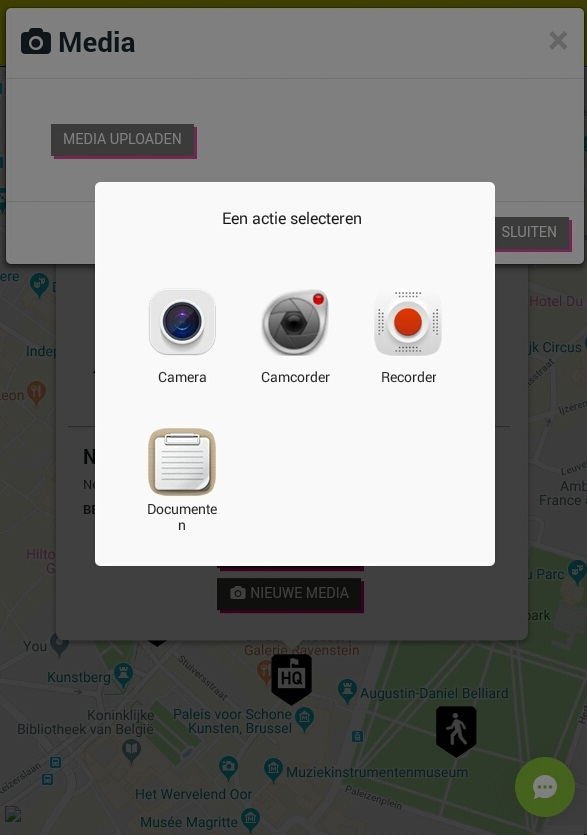 Media
×
MEDIA UPLOADEN
SLUITEN
Een actie selecteren
Camera
Camcorder
Recorder
Documente
n
Hotel Du
jk Circus
Amb
France à
Hilto
NIEUWE MEDIA
u Parc
park
You
Galerie Ravenstein
HQ
Kunstberg
Stuiversstraat
Augustin-Daniel Belliard
Koninklijke
Bibliotheek van België
Paleis voor Schone
Kunsten, Brussel
Muziekinstrumentenmuseum
Het Wervelend Oor
Paleizenplein
Musée Magritte